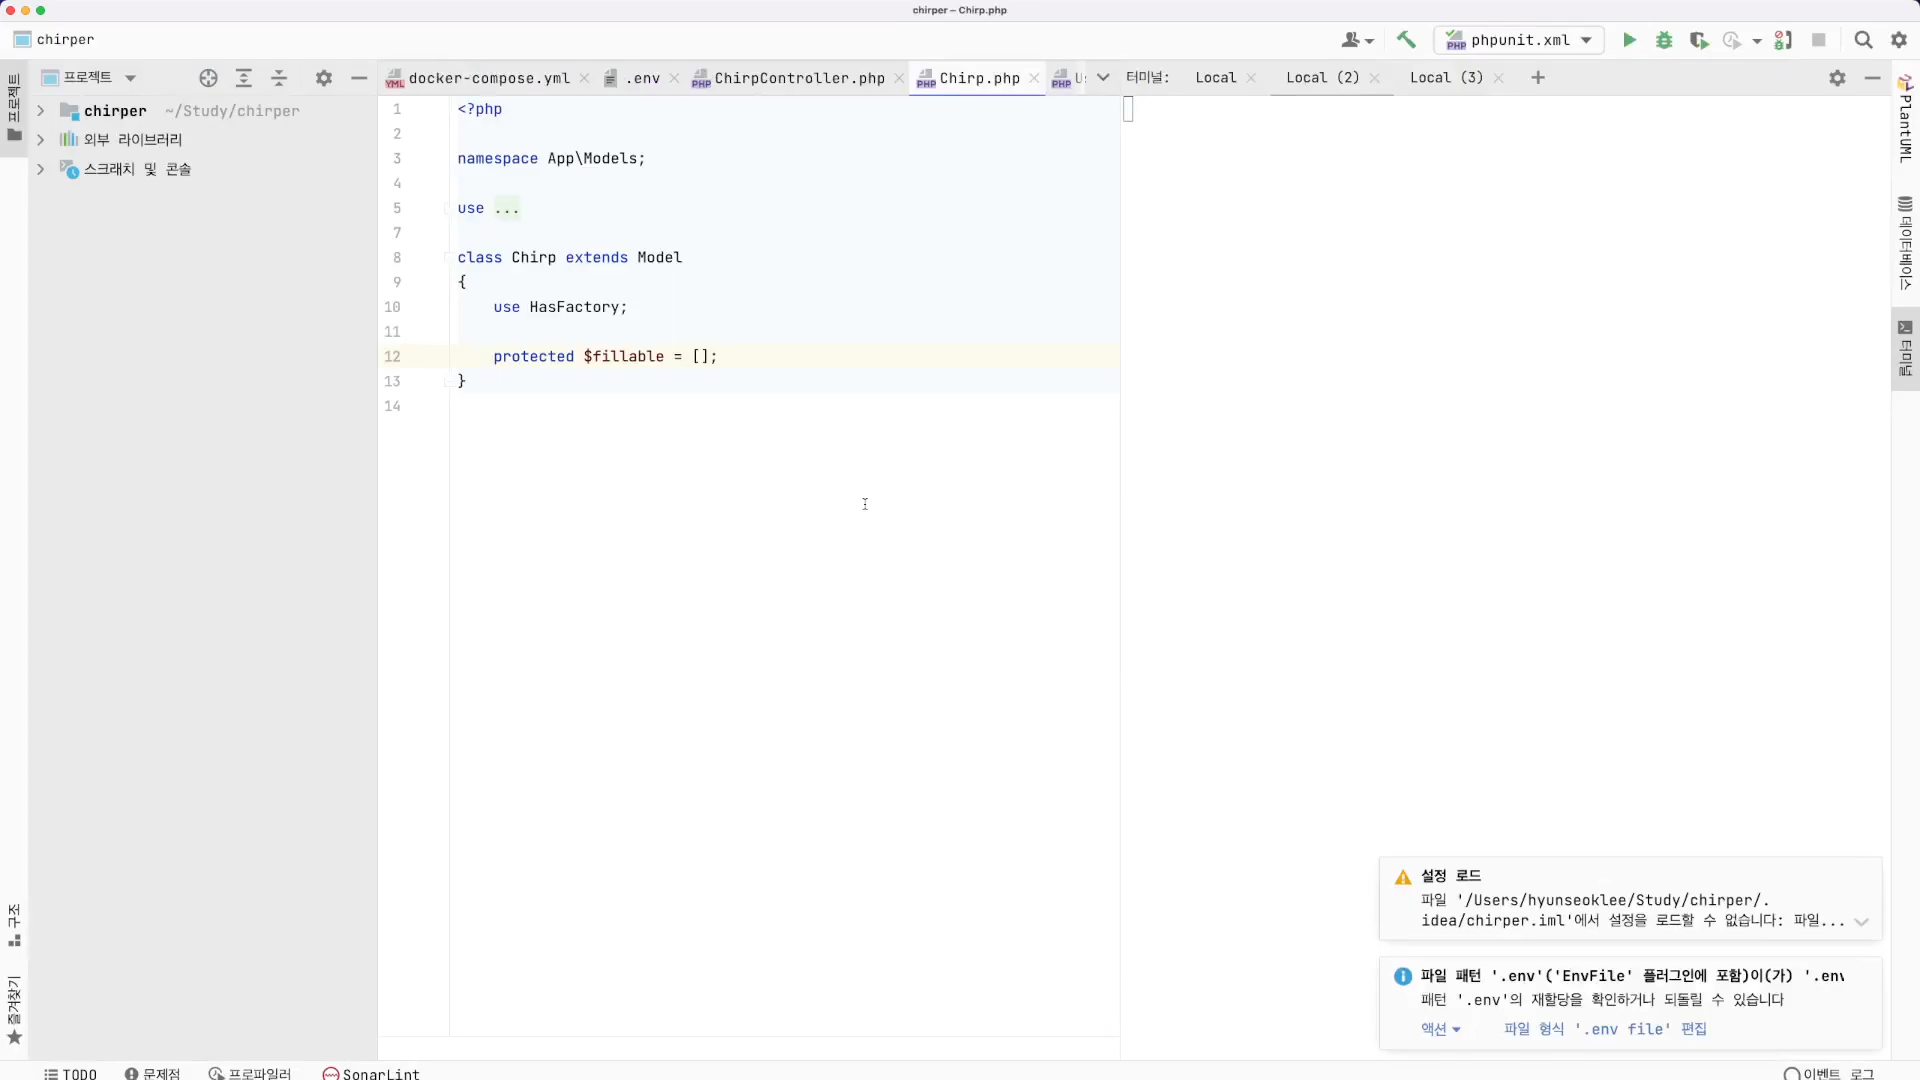 chirper – Chirp.php
chirper
phpunit.xml
프로젝트
docker-compose.yml
.env
ChirpController.php
Chirp.php
터미널:
Local
Local (2)
Local (3)
chirper ~/Study/chirper
외부 라이브러리
스크래치 및 콘솔
1 <?php
2
3 namespace App\Models;
4
5 use ...
7
8 class Chirp extends Model
9 {
10 use HasFactory;
11
12 protected $fillable = [];
13 }
14
프로젝트
구조
즐겨찾기
PlantUML
데이터베이스
터미널
설정 로드
파일 '/Users/hyunseoklee/Study/chirper/.
idea/chirper.iml'에서 설정을 로드할 수 없습니다: 파일...
파일 패턴 '.env'('EnvFile' 플러그인에 포함)이(가) '.env
패턴 '.env'의 재할당을 확인하거나 되돌릴 수 있습니다
액션 파일 형식 '.env file' 편집
TODO
문제점
프로파일러
SonarLint
이벤트 로그